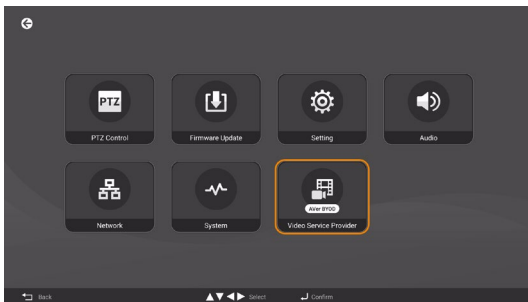 PTZ
PTZ Control
Firmware Update
Setting
Audio
Network
System
AVer BYOD
Video Service Provider
Back
Select
Confirm